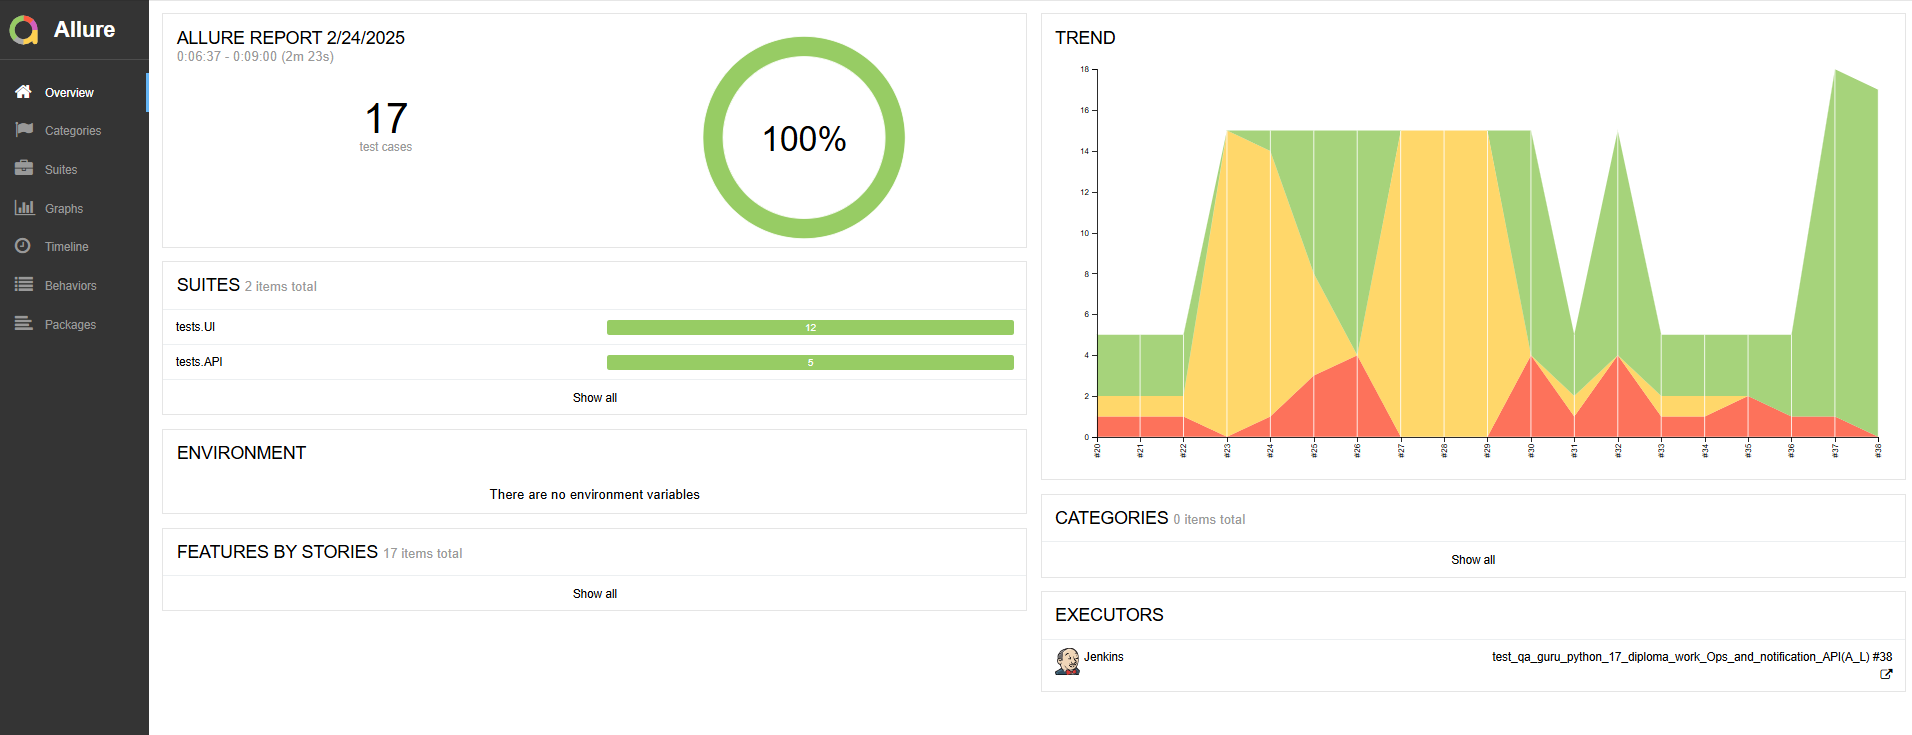 Allure
Overview
Categories
Suites
Graphs
Timeline
Behaviors
Packages
ALLURE REPORT 2/24/2025
0:06:37 - 0:09:00 (2m 23s)
17
test cases
100%
SUITES 2 items total
tests.UI 12
tests.API 5
Show all
ENVIRONMENT
There are no environment variables
FEATURES BY STORIES 17 items total
Show all
TREND
18
16
14
12
10
8
6
4
2
0
#20 #21 #22 #23 #24 #25 #26 #27 #28 #29 #30 #31 #32 #33 #34 #35 #36 #37 #38
CATEGORIES 0 items total
Show all
EXECUTORS
Jenkins test_qa_guru_python_17_diploma_work_Ops_and_notification_API(A_L) #38